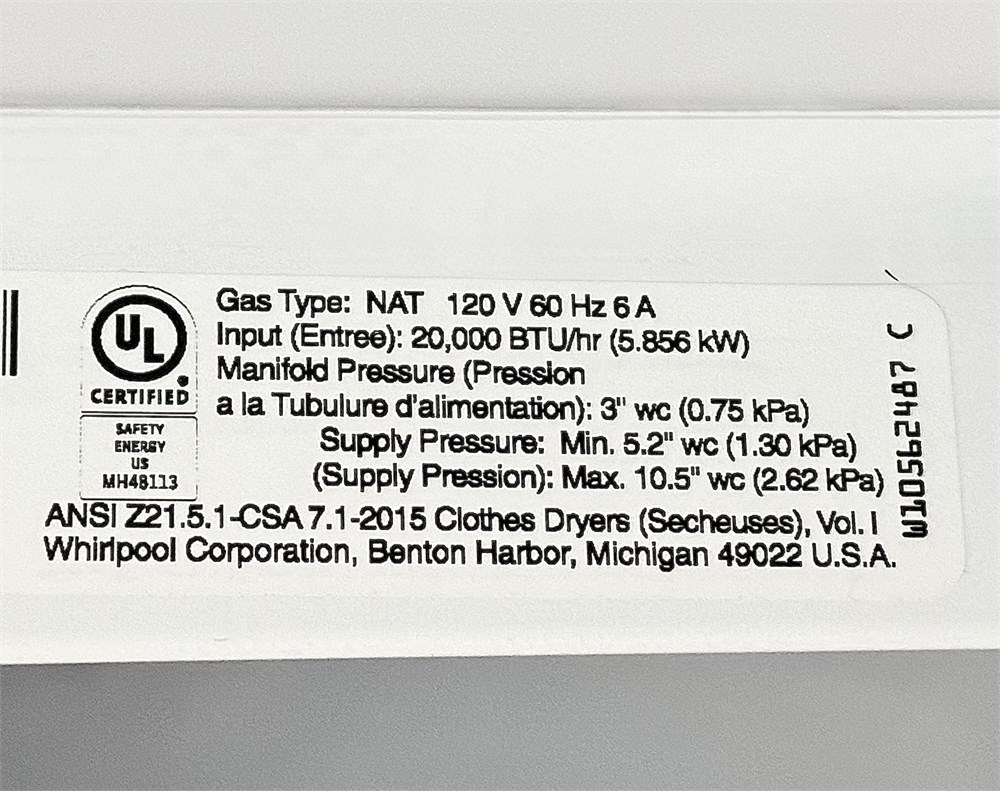 Gas Type: NAT 120 V 60 Hz 6 A
Input (Entree): 20,000 BTU/hr (5.856 kW)
Manifold Pressure (Pression
a la Tubulure d'alimentation): 3" wc (0.75 kPa)
Supply Pressure: Min. 5.2" wc (1.30 kPa)
(Supply Pression): Max. 10.5" wc (2.62 kPa)
ANSI Z21.5.1-CSA 7.1-2015 Clothes Dryers (Secheuses), Vol. I
Whirlpool Corporation, Benton Harbor, Michigan 49022 U.S.A.
UL
CERTIFIED
SAFETY
ENERGY
US
MH48113
W10562487 C